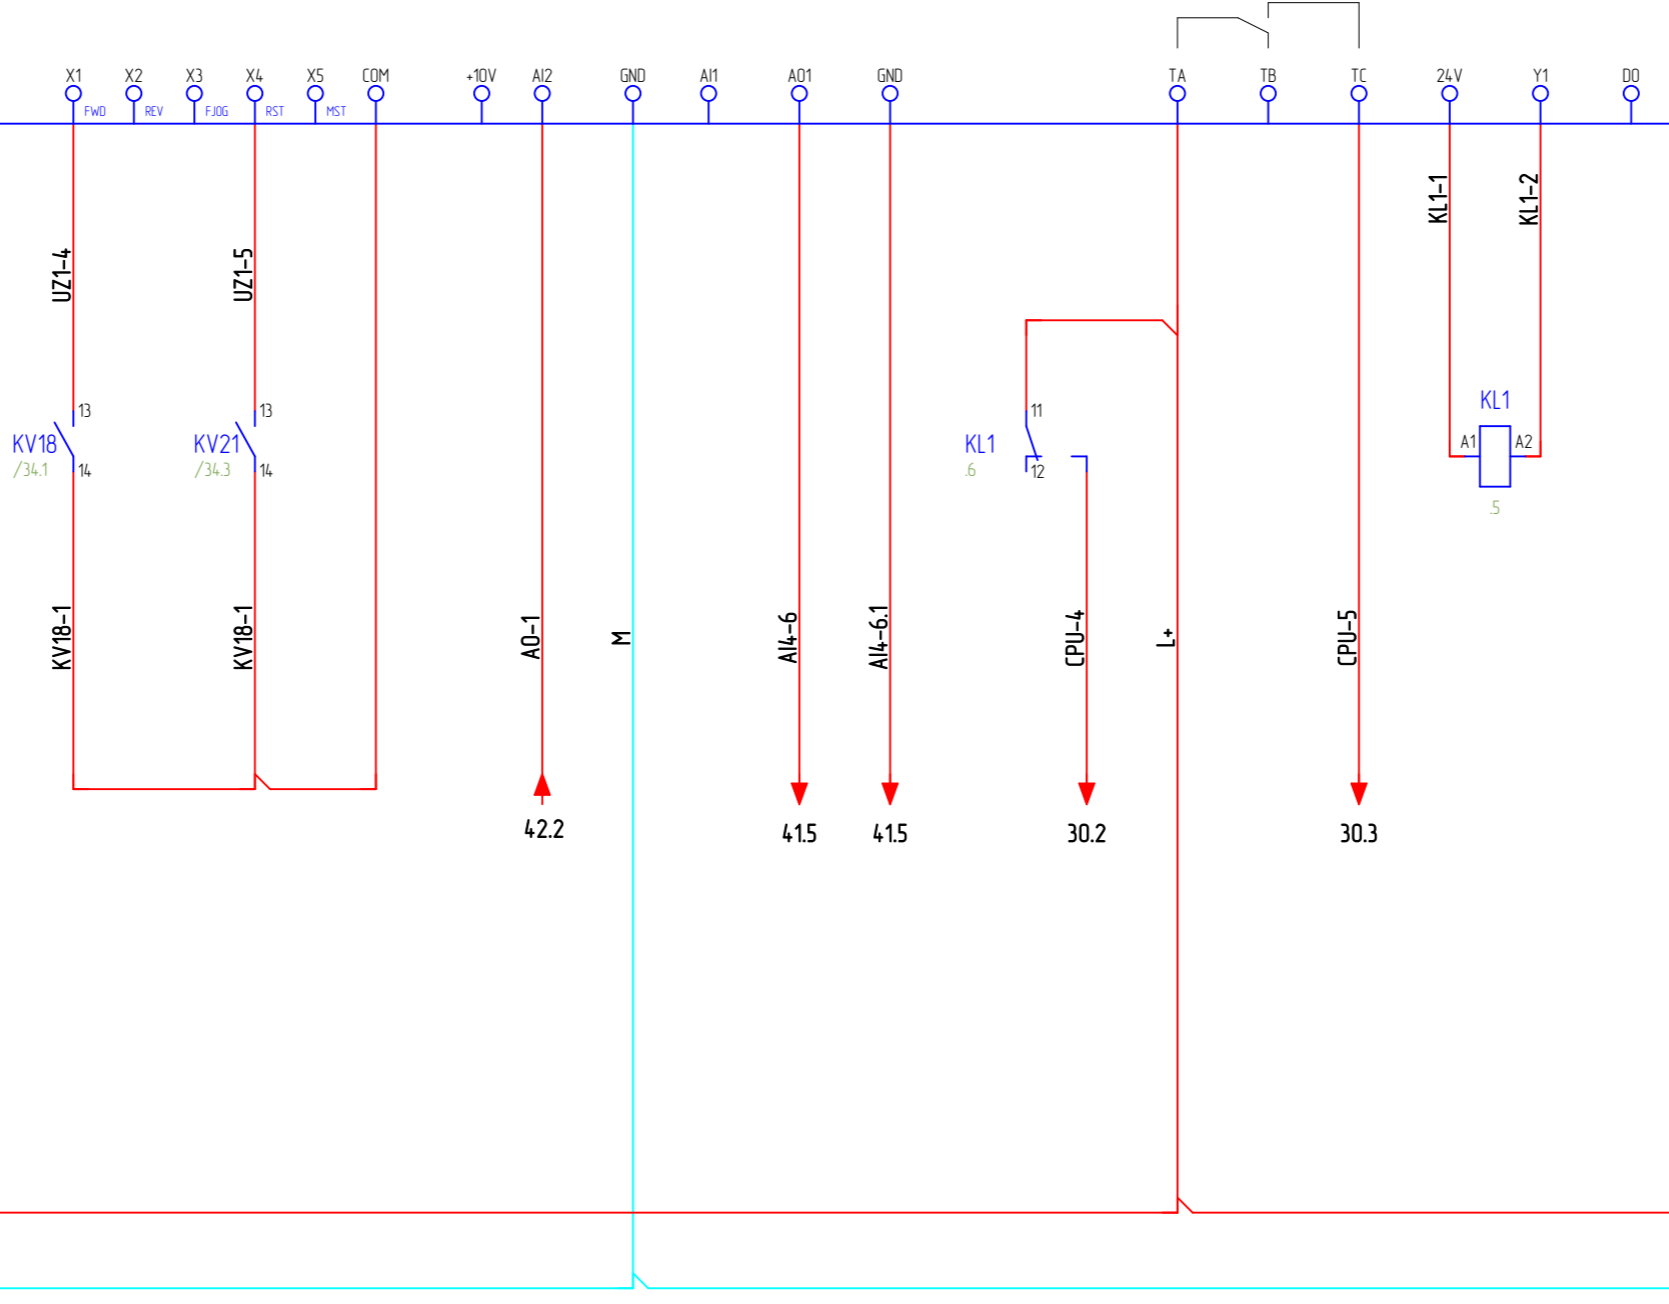 X1 X2 X3 X4 X5 COM +10V AI2 GND AI1 AO1 GND TA TB TC 24V Y1 DO
FWD REV FJOG RST MST
KL1-1 KL1-2
UZ1-4 UZ1-5
KL1
13 13 11
KV18 KV21 KL1 A1 A2
/34.1 14 /34.3 14 .6 12
.5
KV18-1 KV18-1 AO-1 M AI4-6 AI4-6.1 CPU-4 L+ CPU-5
42.2 41.5 41.5 30.2 30.3